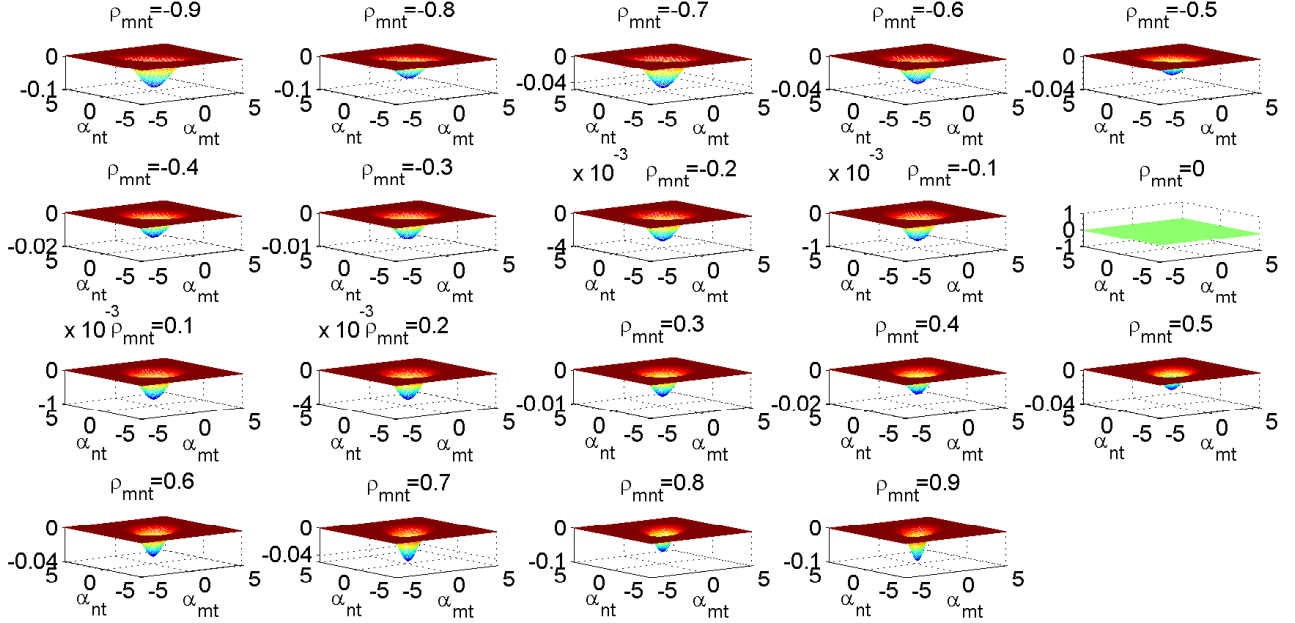 ρmnt=-0.9 ρmnt=-0.8 ρmnt=-0.7 ρmnt=-0.6 ρmnt=-0.5
0 0 0 0 0
-0.1 -0.1 -0.04 -0.04 -0.04
5 0 -5 -5 0 5 5 0 -5 -5 0 5 5 0 -5 -5 0 5 5 0 -5 -5 0 5 5 0 -5 -5 0 5
αnt αmt αnt αmt αnt αmt αnt αmt αnt αmt
ρmnt=-0.4 ρmnt=-0.3 x 10-3 ρmnt=-0.2 x 10-3 ρmnt=-0.1 ρmnt=0
0 0 0 0 1 0 -1
-0.02 -0.01 -4 -1
5 0 -5 -5 0 5 5 0 -5 -5 0 5 5 0 -5 -5 0 5 5 0 -5 -5 0 5 5 0 -5 -5 0 5
αnt αmt αnt αmt αnt αmt αnt αmt αnt αmt
x 10-3 ρmnt=0.1 x 10-3 ρmnt=0.2 ρmnt=0.3 ρmnt=0.4 ρmnt=0.5
0 0 0 0 0
-1 -4 -0.01 -0.02 -0.04
5 0 -5 -5 0 5 5 0 -5 -5 0 5 5 0 -5 -5 0 5 5 0 -5 -5 0 5 5 0 -5 -5 0 5
αnt αmt αnt αmt αnt αmt αnt αmt αnt αmt
ρmnt=0.6 ρmnt=0.7 ρmnt=0.8 ρmnt=0.9
0 0 0 0
-0.04 -0.04 -0.1 -0.1
5 0 -5 -5 0 5 5 0 -5 -5 0 5 5 0 -5 -5 0 5 5 0 -5 -5 0 5
αnt αmt αnt αmt αnt αmt αnt αmt